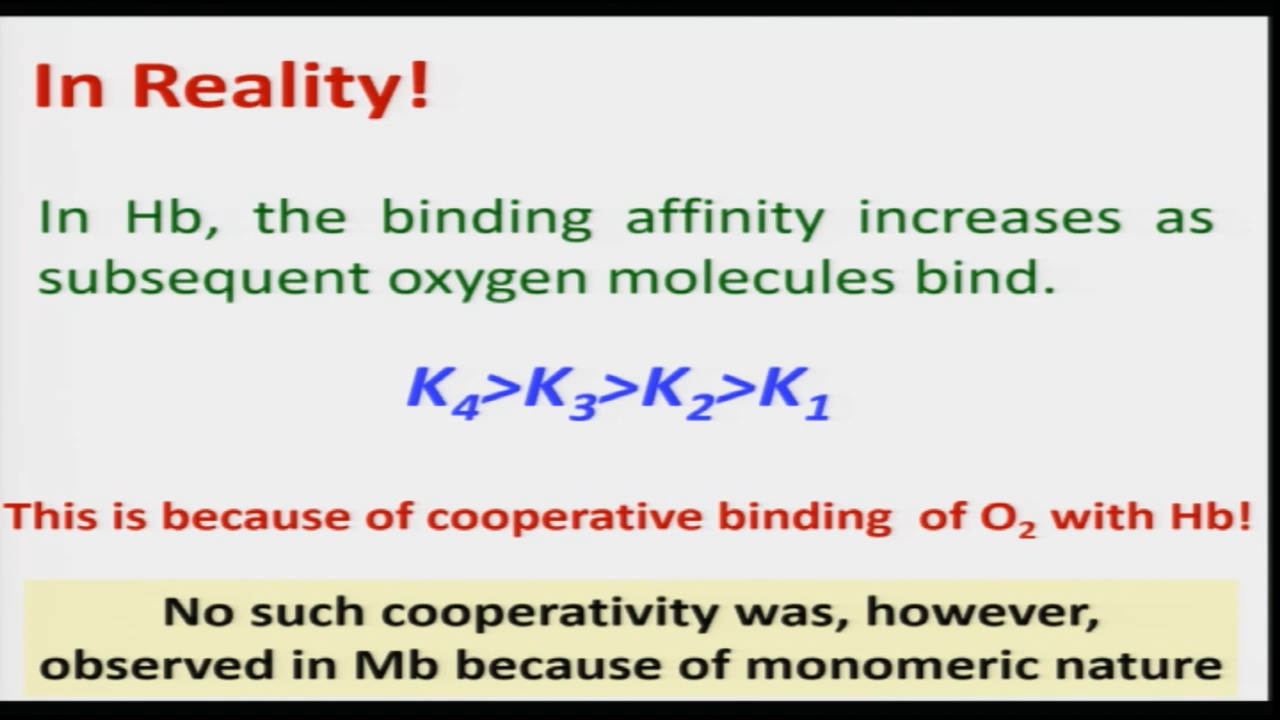 In Reality!
In Hb, the binding affinity increases as
subsequent oxygen molecules bind.
K₄>K₃>K₂>K₁
This is because of cooperative binding of O₂ with Hb!
No such cooperativity was, however,
observed in Mb because of monomeric nature